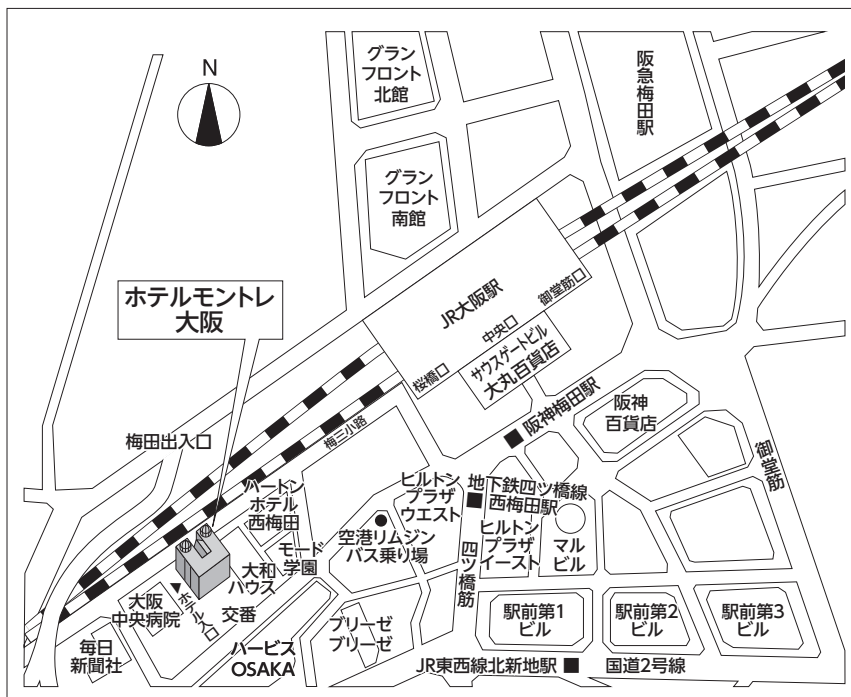 N
グラン
フロント
北館
阪急梅田駅
グラン
フロント
南館
ホテルモントレ
大阪
JR大阪駅
御堂筋口
中央口
桜橋口
サウスゲートビル
大丸百貨店
梅三小路
阪神梅田駅
阪神
百貨店
御堂筋
梅田出入口
ハートン
ホテル
西梅田
ヒルトン
プラザ
ウエスト
地下鉄四ツ橋線
西梅田駅
空港リムジン
バス乗り場
四ツ橋筋
ヒルトン
プラザ
イースト
マル
ビル
モード
学園
大和
ハウス
ホテル入口
大阪
中央病院
交番
毎日
新聞社
ハービス
OSAKA
ブリーゼ
ブリーゼ
駅前第1
ビル
駅前第2
ビル
駅前第3
ビル
JR東西線北新地駅
国道2号線